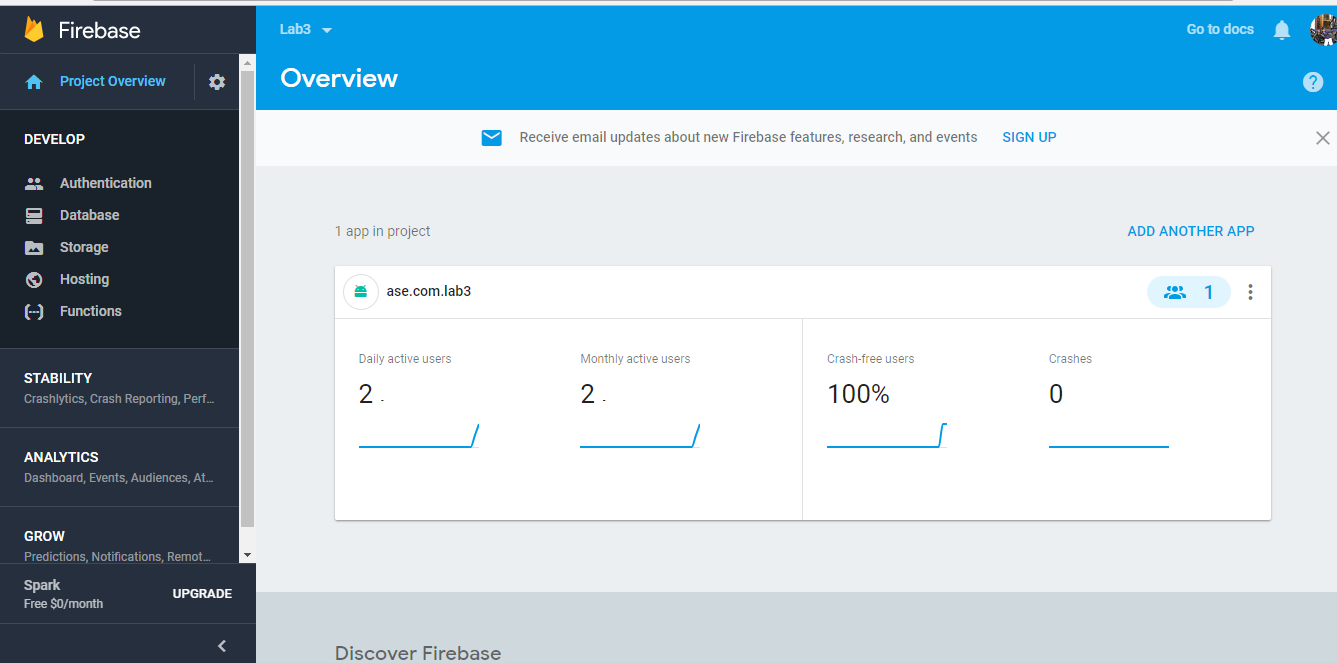 Firebase
Project Overview
DEVELOP
Authentication
Database
Storage
Hosting
Functions
STABILITY
Crashlytics, Crash Reporting, Perf...
ANALYTICS
Dashboard, Events, Audiences, At...
GROW
Predictions, Notifications, Remot...
Spark
Free $0/month
UPGRADE
Lab3
Go to docs
Overview
?
Receive email updates about new Firebase features, research, and events SIGN UP
1 app in project
ADD ANOTHER APP
ase.com.lab3
1
Daily active users
2 .
Monthly active users
2 .
Crash-free users
100%
Crashes
0
Discover Firebase